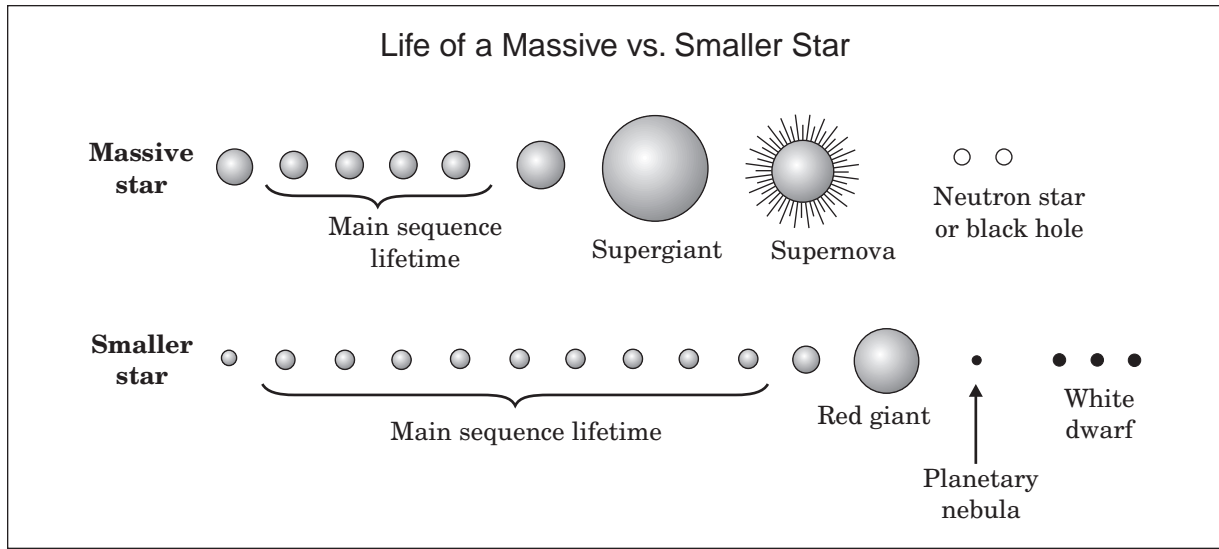 Life of a Massive vs. Smaller Star
Massive
star
Main sequence
lifetime
Supergiant
Supernova
Neutron star
or black hole
Smaller
star
Main sequence lifetime
Red giant
Planetary
nebula
White
dwarf